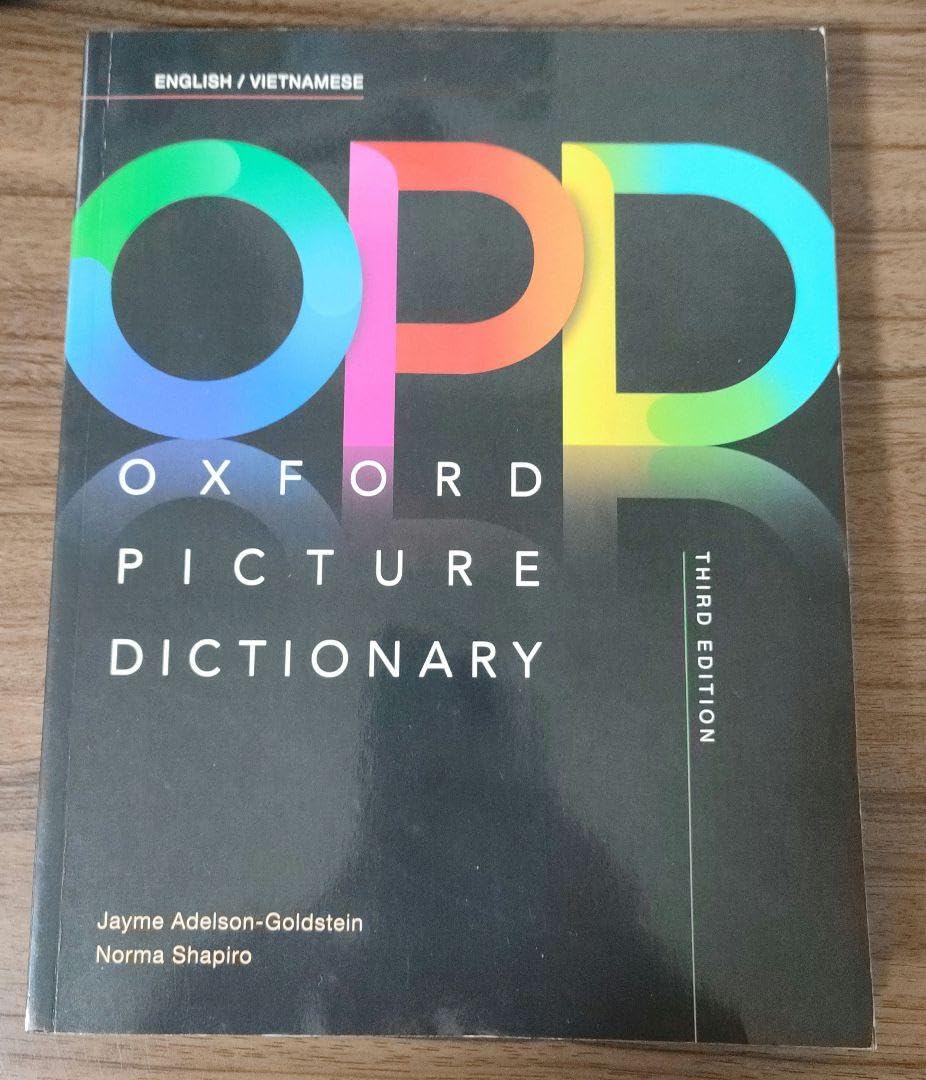 ENGLISH / VIETNAMESE
OPD
OXFORD
PICTURE
DICTIONARY
THIRD EDITION
Jayme Adelson-Goldstein
Norma Shapiro